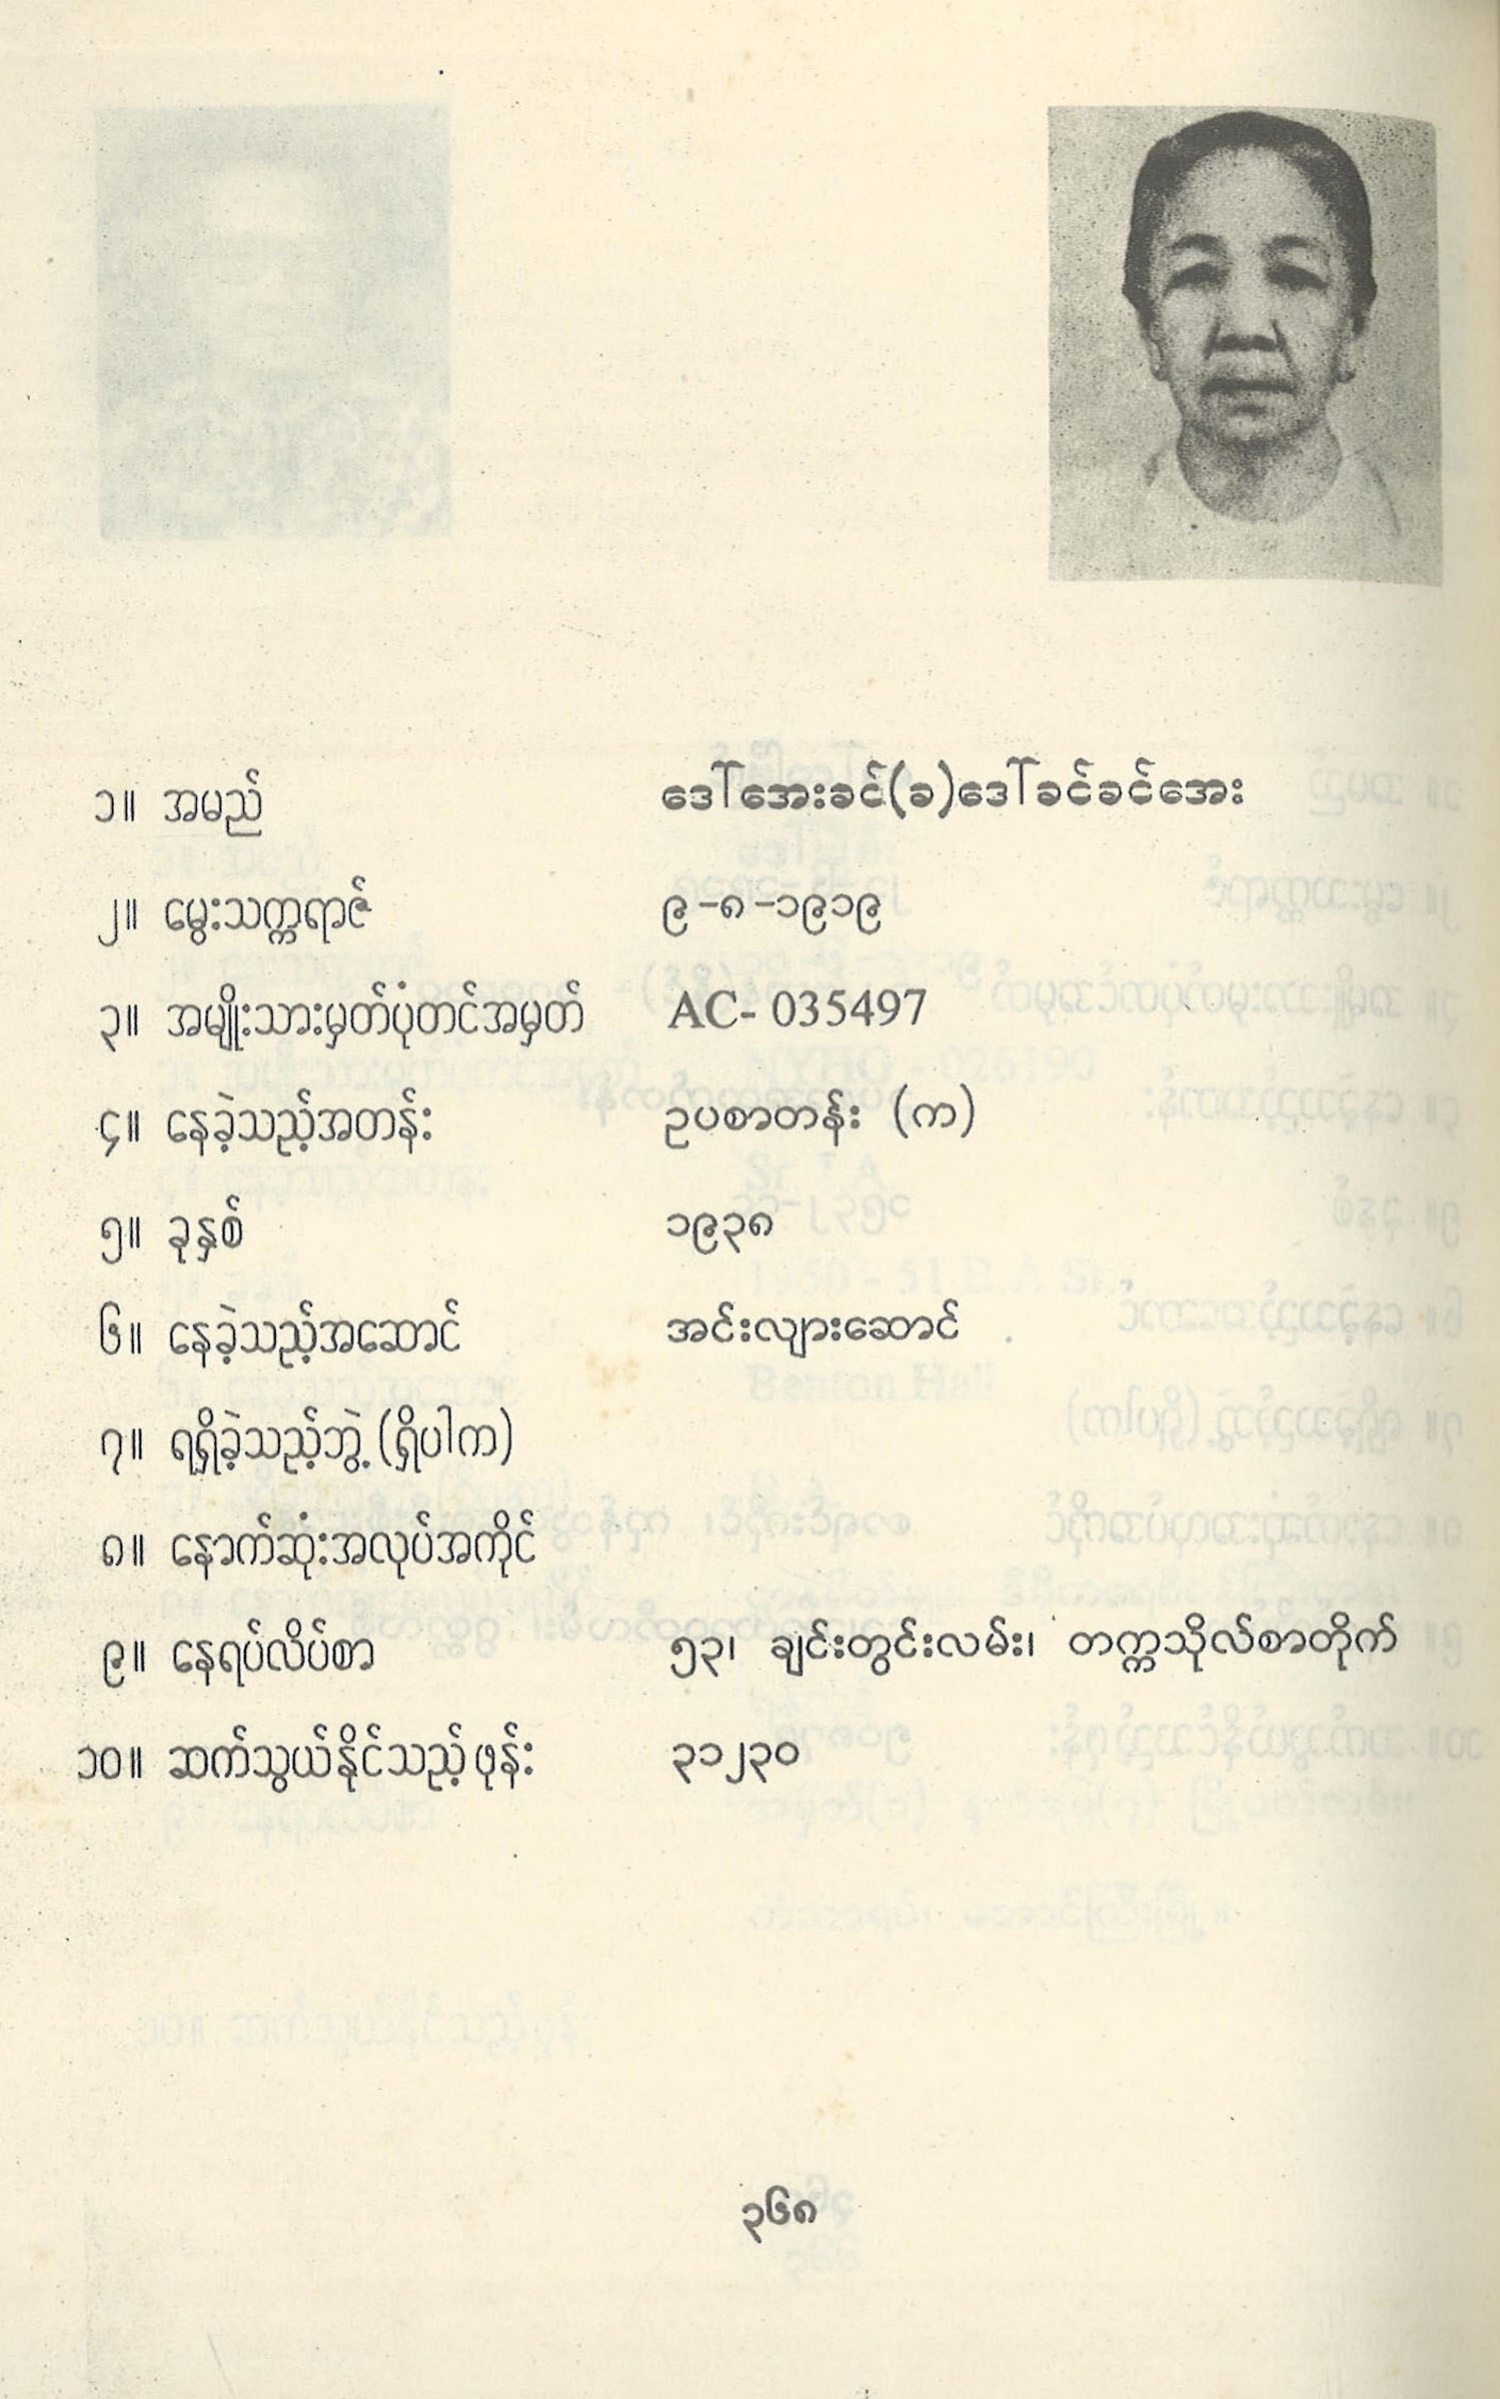 ၁။ အမည် ဒေါ်အေးခင်(ခ)ဒေါ်ခင်ခင်အေး
၂။ မွေးသက္ကရာဇ် ၉-၈-၁၉၁၉
၃။ အမျိုးသားမှတ်ပုံတင်အမှတ် AC- 035497
၄။ နေခဲ့သည့်အတန်း ဥပစာတန်း (က)
၅။ ခုနှစ် ၁၉၃၈
၆။ နေခဲ့သည့်အဆောင် အင်းလျားဆောင်
၇။ ရရှိခဲ့သည့်ဘွဲ့(ရှိပါက)
၈။ နောက်ဆုံးအလုပ်အကိုင်
၉။ နေရပ်လိပ်စာ ၅၃၊ ချင်းတွင်းလမ်း၊ တက္ကသိုလ်စာတိုက်
၁၀။ ဆက်သွယ်နိုင်သည့်ဖုန်း ၃၁၂၃၀
၃၆၈